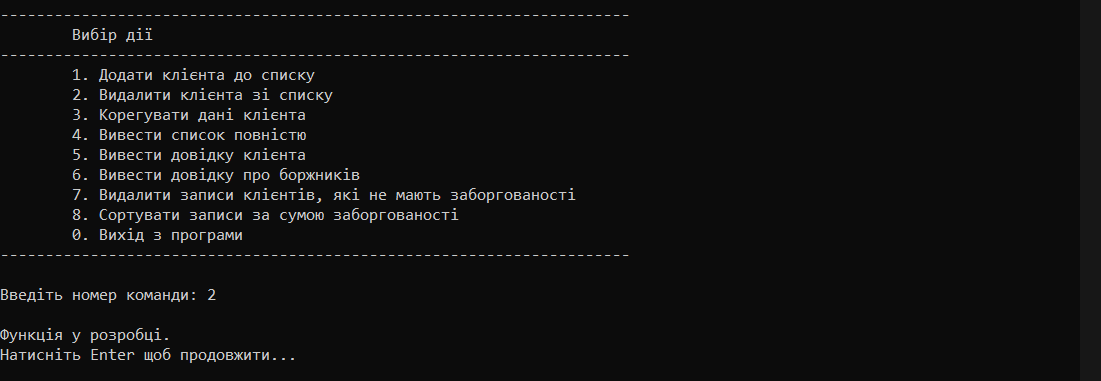 ----------------------------------------------------------------------
Вибір дії
----------------------------------------------------------------------
1. Додати клієнта до списку
2. Видалити клієнта зі списку
3. Корегувати дані клієнта
4. Вивести список повністю
5. Вивести довідку клієнта
6. Вивести довідку про боржників
7. Видалити записи клієнтів, які не мають заборгованості
8. Сортувати записи за сумою заборгованості
0. Вихід з програми
----------------------------------------------------------------------
Введіть номер команди: 2
Функція у розробці.
Натисніть Enter щоб продовжити...